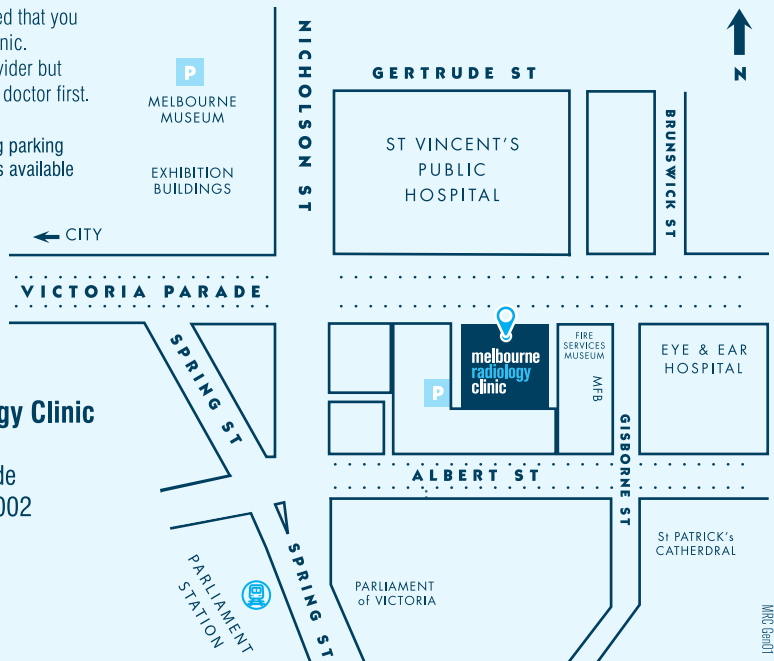 ed that you
nic.
vider but
doctor first.
g parking
s available
P
MELBOURNE
MUSEUM
EXHIBITION
BUILDINGS
← CITY
NICHOLSON ST
GERTRUDE ST
ST VINCENT'S
PUBLIC
HOSPITAL
BRUNSWICK ST
N
VICTORIA PARADE
SPRING ST
melbourne
radiology
clinic
P
FIRE
SERVICES
MUSEUM
MFB
EYE & EAR
HOSPITAL
GISBORNE ST
gy Clinic
de
002
ALBERT ST
SPRING ST
PARLIAMENT
STATION
PARLIAMENT
of VICTORIA
St PATRICK's
CATHERDRAL
MRC Gen01